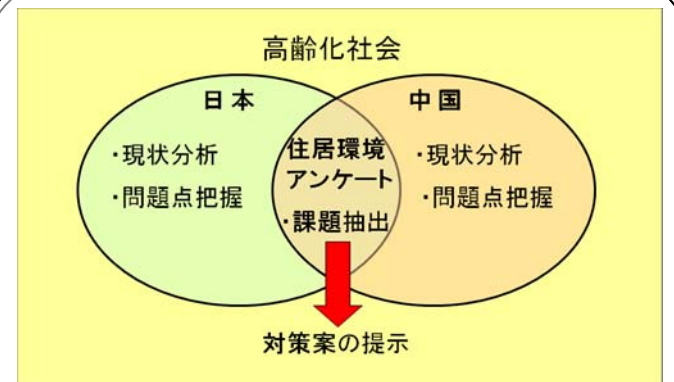 高齢化社会
日本
・現状分析
・問題点把握
住居環境
アンケート
・課題抽出
中国
・現状分析
・問題点把握
対策案の提示